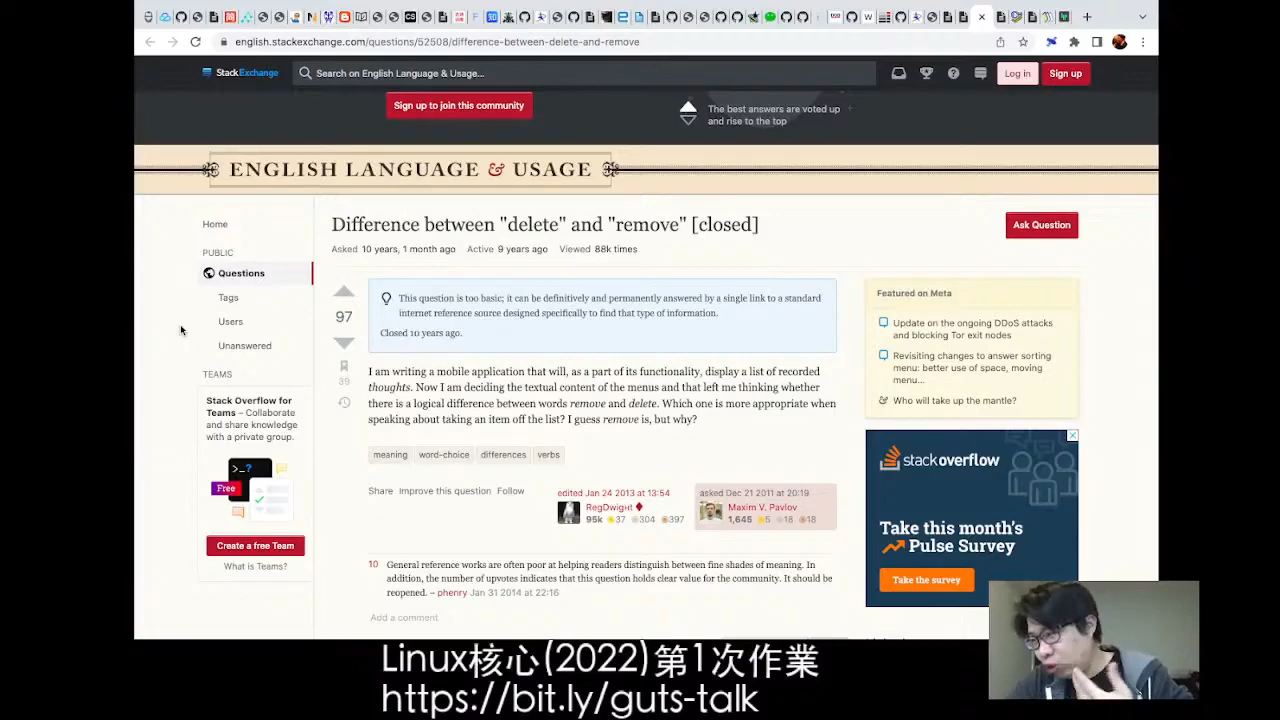 english.stackexchange.com/questions/52508/difference-between-delete-and-remove
StackExchange
Search on English Language & Usage...
Log in
Sign up
Sign up to join this community
The best answers are voted up
and rise to the top
ENGLISH LANGUAGE & USAGE
Home
PUBLIC
Questions
Tags
Users
Unanswered
TEAMS
Stack Overflow for
Teams – Collaborate
and share knowledge
with a private group.
Free
Create a free Team
What is Teams?
Difference between "delete" and "remove" [closed]
Ask Question
Asked 10 years, 1 month ago Active 9 years ago Viewed 88k times
97
39
This question is too basic; it can be definitively and permanently answered by a single link to a standard
internet reference source designed specifically to find that type of information.
Closed 10 years ago.
I am writing a mobile application that will, as a part of its functionality, display a list of recorded
thoughts. Now I am deciding the textual content of the menus and that left me thinking whether
there is a logical difference between words remove and delete. Which one is more appropriate when
speaking about taking an item off the list? I guess remove is, but why?
meaning word-choice differences verbs
Share Improve this question Follow
edited Jan 24 2013 at 13:54
RegDwigнt ♦
95k 37 304 397
asked Dec 21 2011 at 20:19
Maxim V. Pavlov
1,645 5 18 18
10 General reference works are often poor at helping readers distinguish between fine shades of meaning. In
addition, the number of upvotes indicates that this question holds clear value for the community. It should be
reopened. – phenry Jan 31 2014 at 22:16
Add a comment
Featured on Meta
Update on the ongoing DDoS attacks
and blocking Tor exit nodes
Revisiting changes to answer sorting
menu: better use of space, moving
menu...
Who will take up the mantle?
stackoverflow
Take this month's
Pulse Survey
Take the survey
Linux核心(2022)第1次作業
https://bit.ly/guts-talk